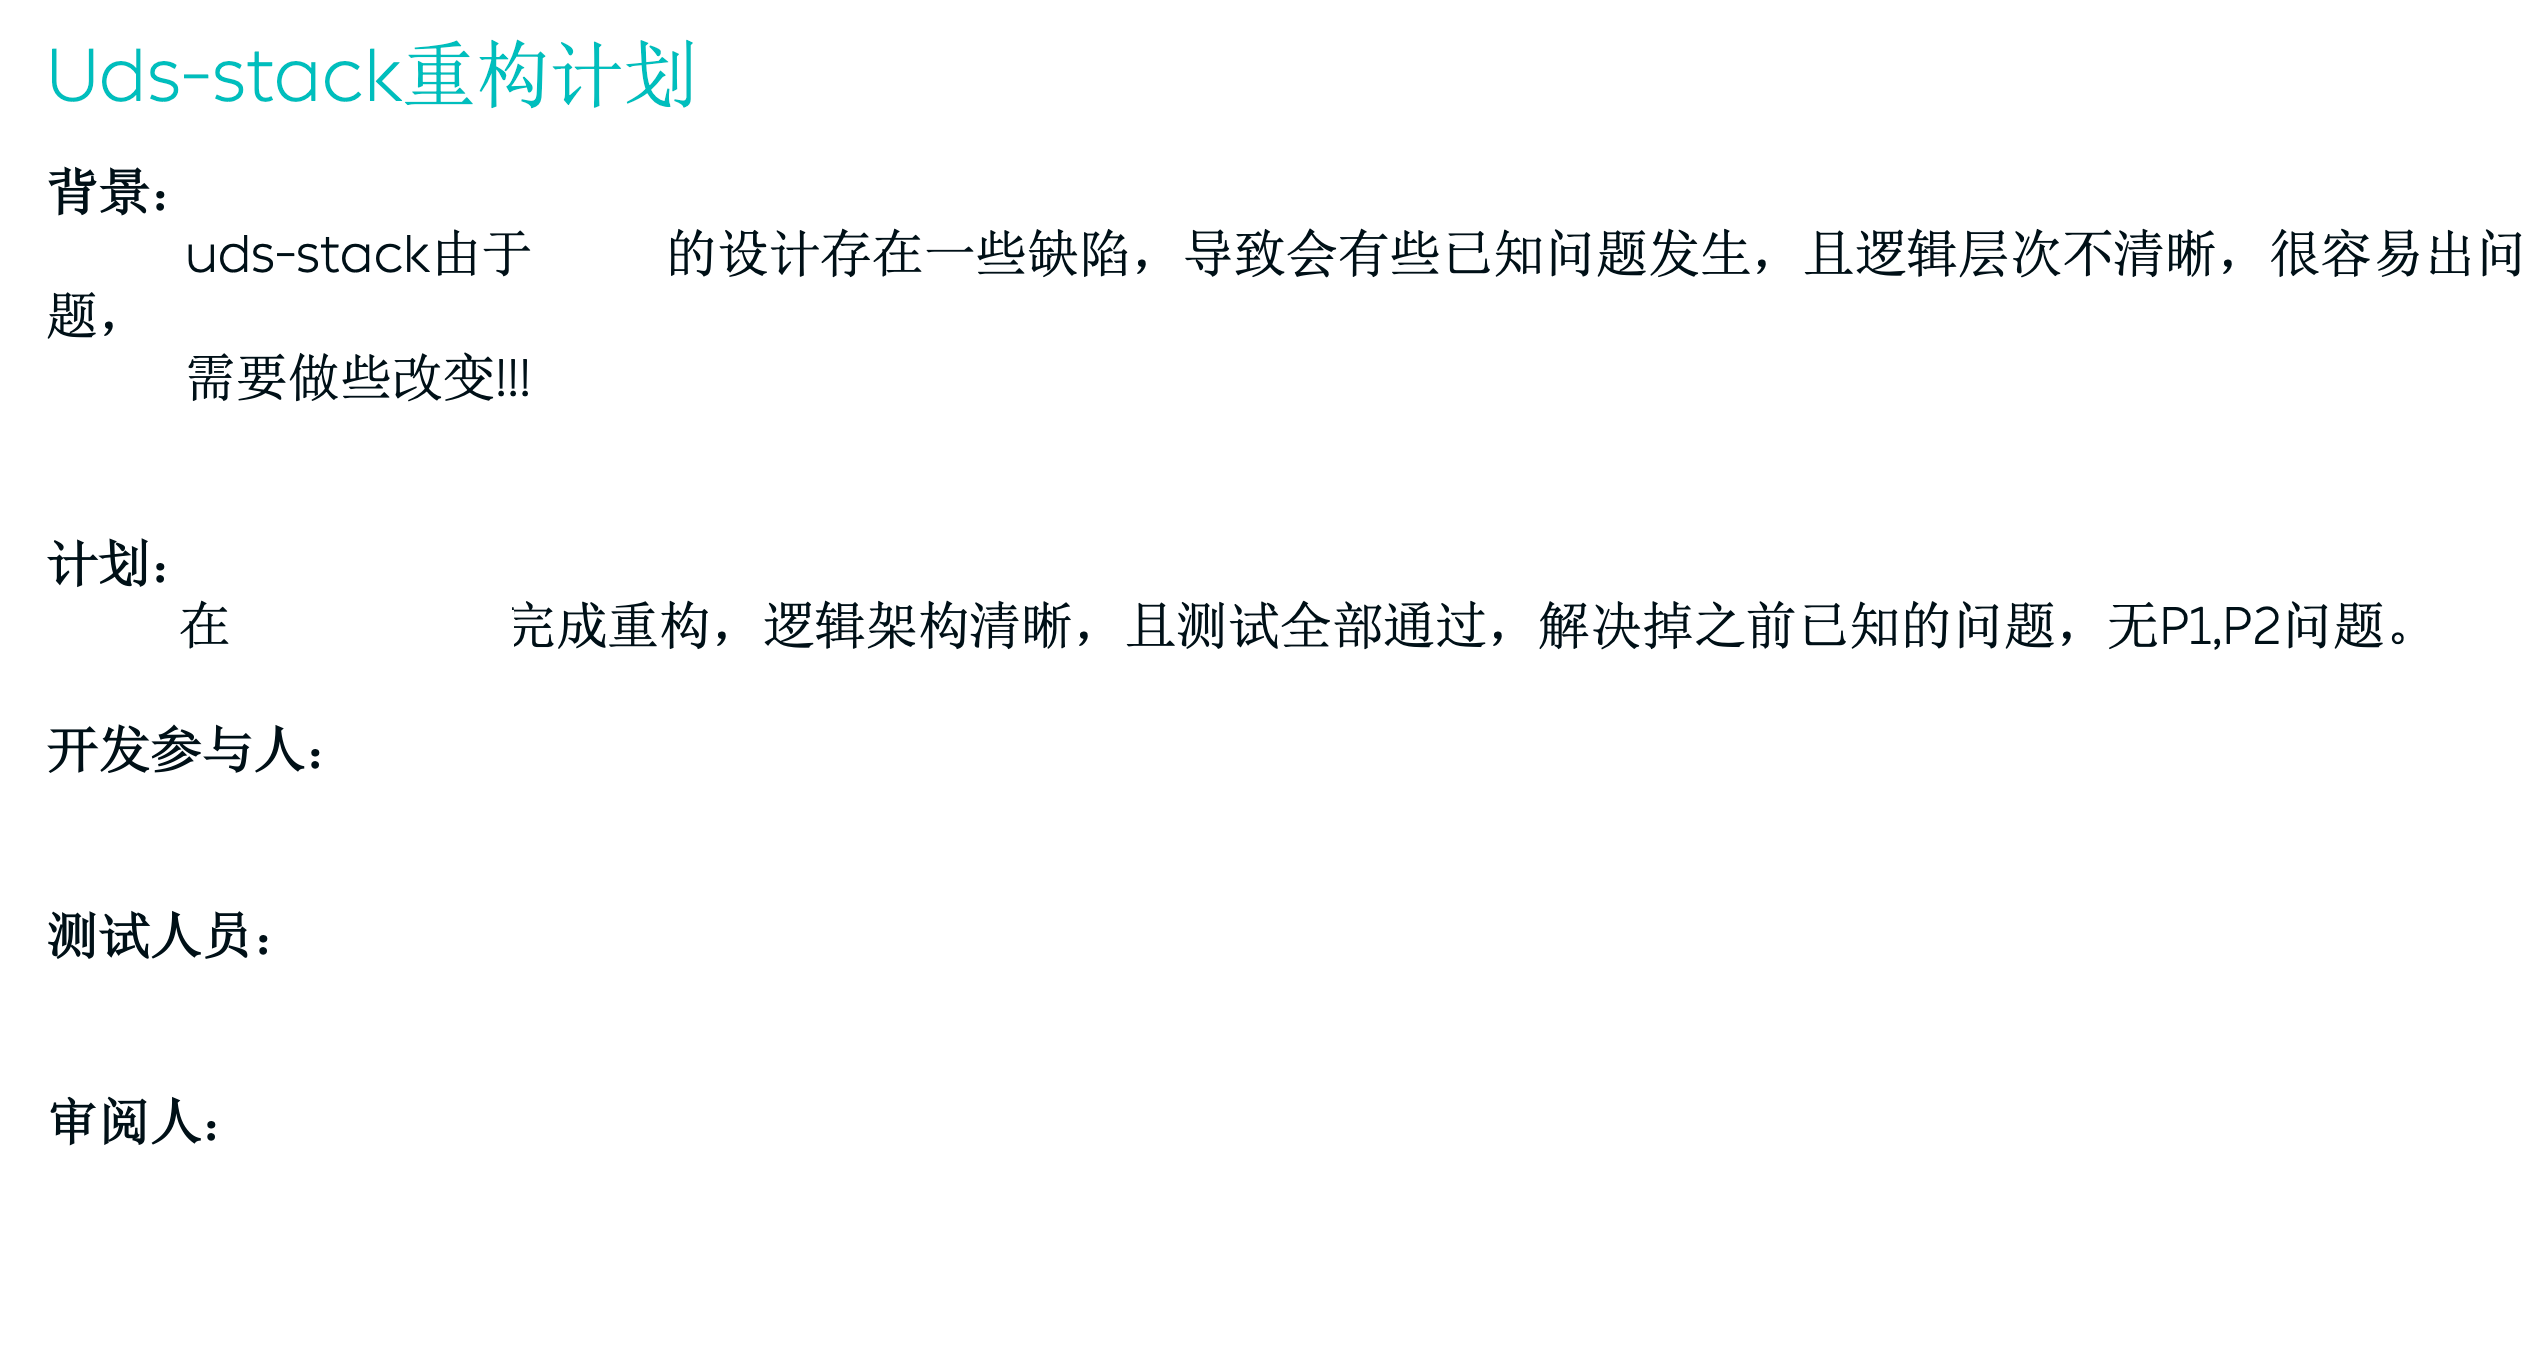 Uds-stack重构计划
背景：
uds-stack由于 的设计存在一些缺陷，导致会有些已知问题发生，且逻辑层次不清晰，很容易出问
题，
需要做些改变!!!
计划：
在 完成重构，逻辑架构清晰，且测试全部通过，解决掉之前已知的问题，无P1,P2问题。
开发参与人：
测试人员：
审阅人：